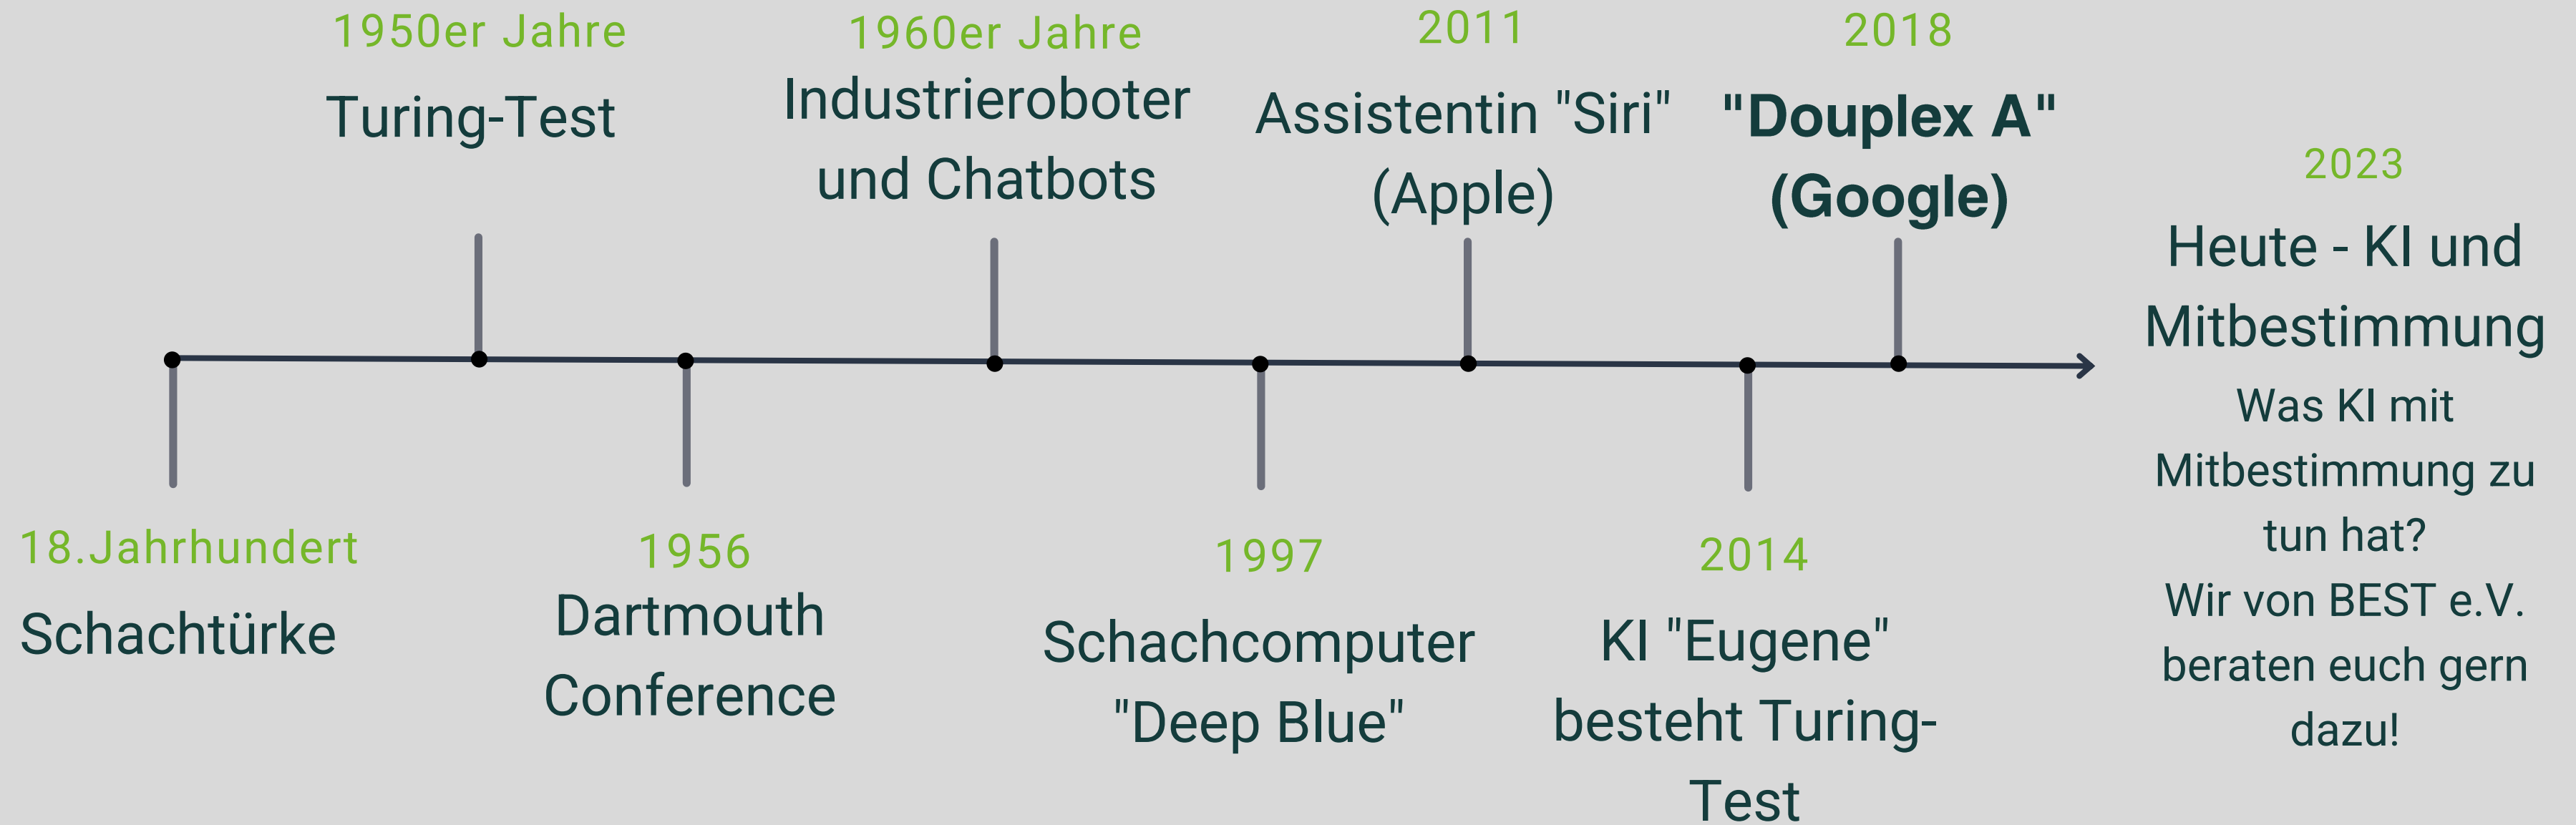 1950er Jahre
Turing-Test
1960er Jahre
Industrieroboter
und Chatbots
2011
Assistentin "Siri"
(Apple)
2018
"Douplex A"
(Google)
18.Jahrhundert
Schachtürke
1956
Dartmouth
Conference
1997
Schachcomputer
"Deep Blue"
2014
KI "Eugene"
besteht Turing-
Test
2023
Heute - KI und
Mitbestimmung
Was KI mit
Mitbestimmung zu
tun hat?
Wir von BEST e.V.
beraten euch gern
dazu!